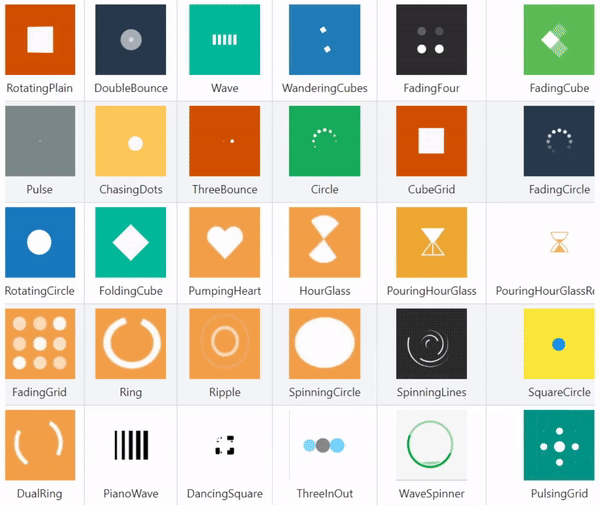 RotatingPlain DoubleBounce Wave WanderingCubes FadingFour FadingCube
Pulse ChasingDots ThreeBounce Circle CubeGrid FadingCircle
RotatingCircle FoldingCube PumpingHeart HourGlass PouringHourGlass PouringHourGlassRe
FadingGrid Ring Ripple SpinningCircle SpinningLines SquareCircle
DualRing PianoWave DancingSquare ThreeInOut WaveSpinner PulsingGrid